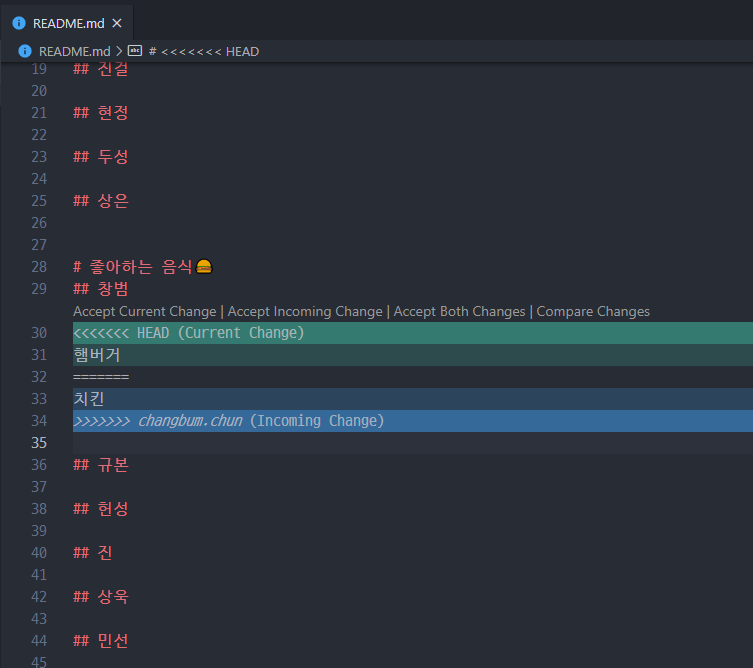 README.md ×
README.md > # <<<<<<< HEAD
19 ## 진걸
20
21 ## 현정
22
23 ## 두성
24
25 ## 상은
26
27
28 # 좋아하는 음식🍔
29 ## 창범
Accept Current Change | Accept Incoming Change | Accept Both Changes | Compare Changes
30 <<<<<<< HEAD (Current Change)
31 햄버거
32 =======
33 치킨
34 >>>>>>> changbum.chun (Incoming Change)
35
36 ## 규본
37
38 ## 헌성
39
40 ## 진
41
42 ## 상욱
43
44 ## 민선
45